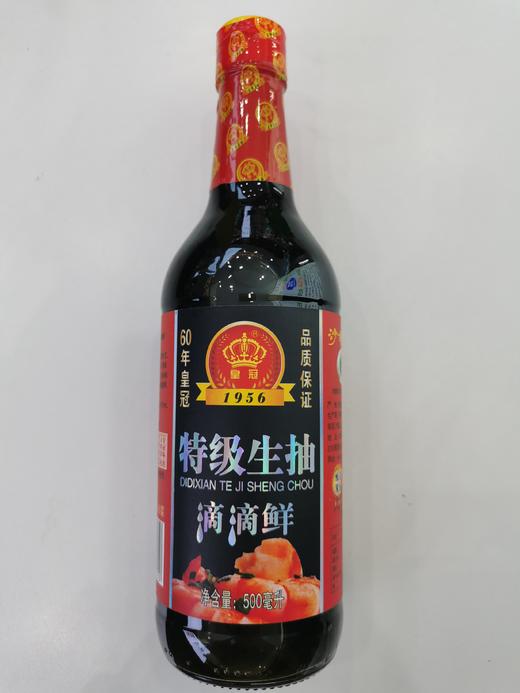 60年皇冠
品质保证
皇冠
1956
特级生抽
DIDIXIAN TE JI SHENG CHOU
滴滴鲜
净含量：500毫升